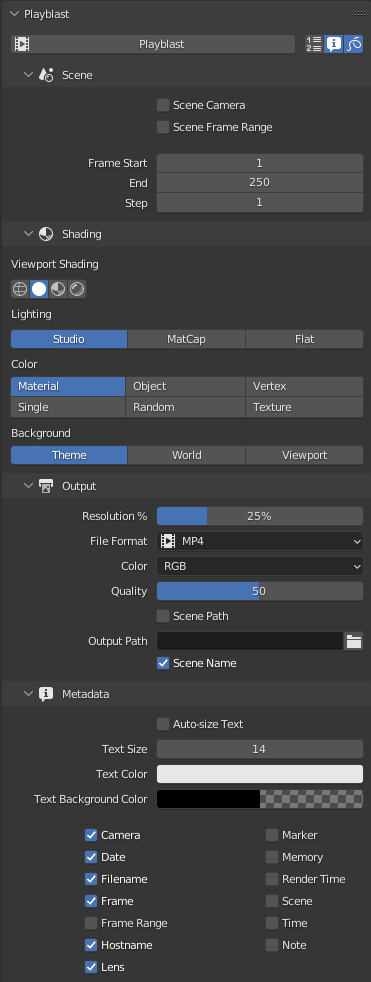 Playblast
Playblast
Scene
Scene Camera
Scene Frame Range
Frame Start 1
End 250
Step 1
Shading
Viewport Shading
Lighting
Studio MatCap Flat
Color
Material Object Vertex
Single Random Texture
Background
Theme World Viewport
Output
Resolution % 25%
File Format MP4
Color RGB
Quality 50
Scene Path
Output Path
Scene Name
Metadata
Auto-size Text
Text Size 14
Text Color
Text Background Color
Camera Marker
Date Memory
Filename Render Time
Frame Scene
Frame Range Time
Hostname Note
Lens